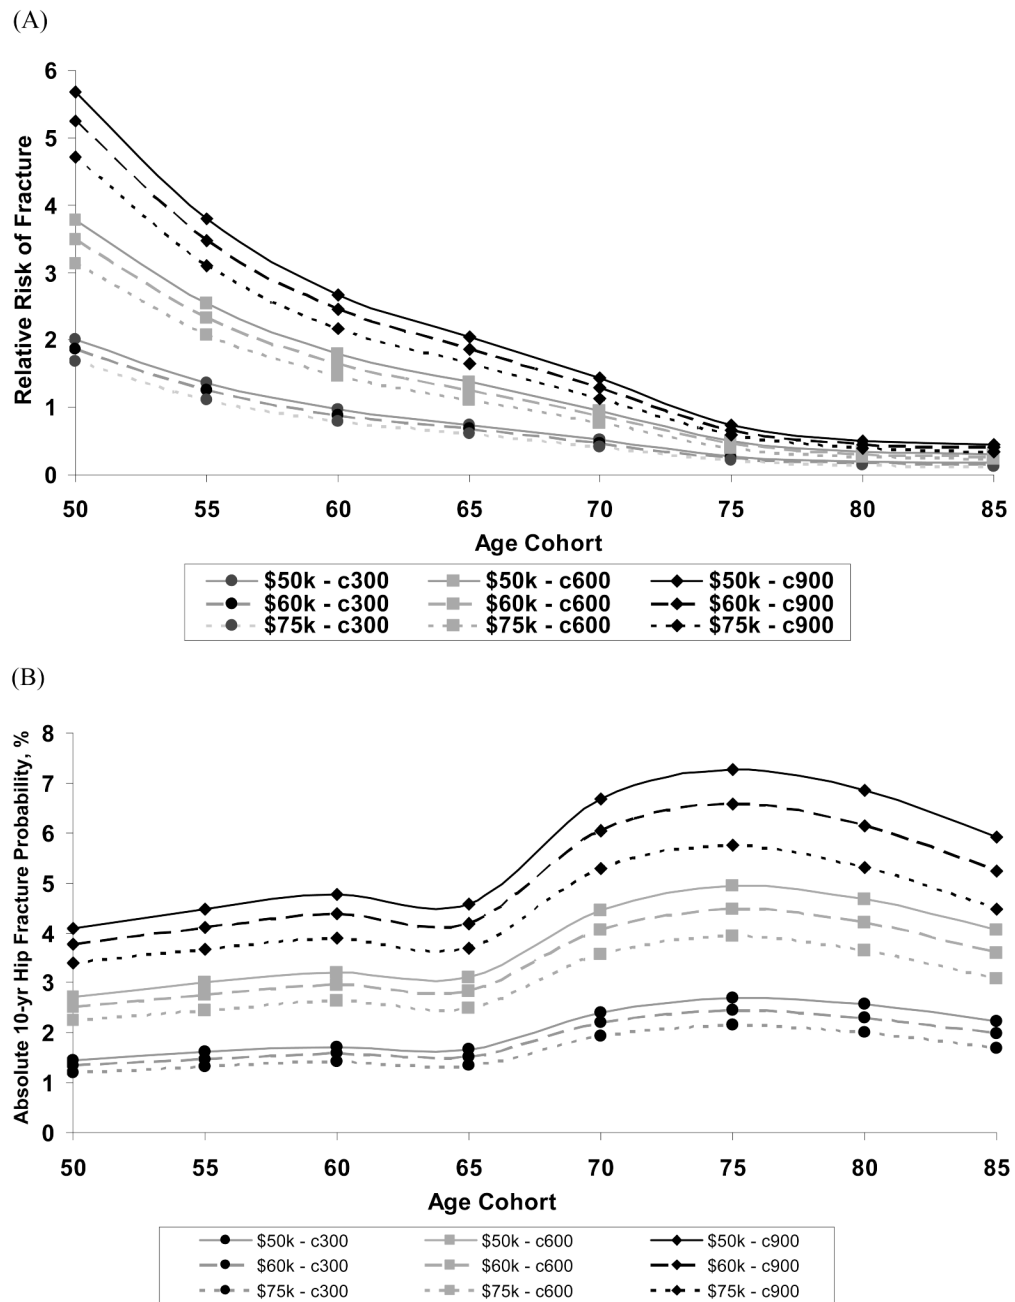 (A)
Relative Risk of Fracture
6
5
4
3
2
1
0
50 55 60 65 70 75 80 85
Age Cohort
$50k - c300 $50k - c600 $50k - c900
$60k - c300 $60k - c600 $60k - c900
$75k - c300 $75k - c600 $75k - c900
(B)
Absolute 10-yr Hip Fracture Probability, %
8
7
6
5
4
3
2
1
0
50 55 60 65 70 75 80 85
Age Cohort
$50k - c300 $50k - c600 $50k - c900
$60k - c300 $60k - c600 $60k - c900
$75k - c300 $75k - c600 $75k - c900